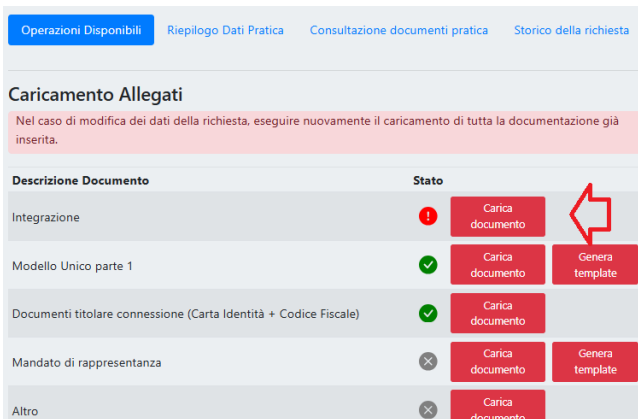 Operazioni Disponibili Riepilogo Dati Pratica Consultazione documenti pratica Storico della richiesta
Caricamento Allegati
Nel caso di modifica dei dati della richiesta, eseguire nuovamente il caricamento di tutta la documentazione già
inserita.
Descrizione Documento Stato
Integrazione Carica documento
Modello Unico parte 1 Carica documento Genera template
Documenti titolare connessione (Carta Identità + Codice Fiscale) Carica documento
Mandato di rappresentanza Carica documento Genera template
Altro Carica documento